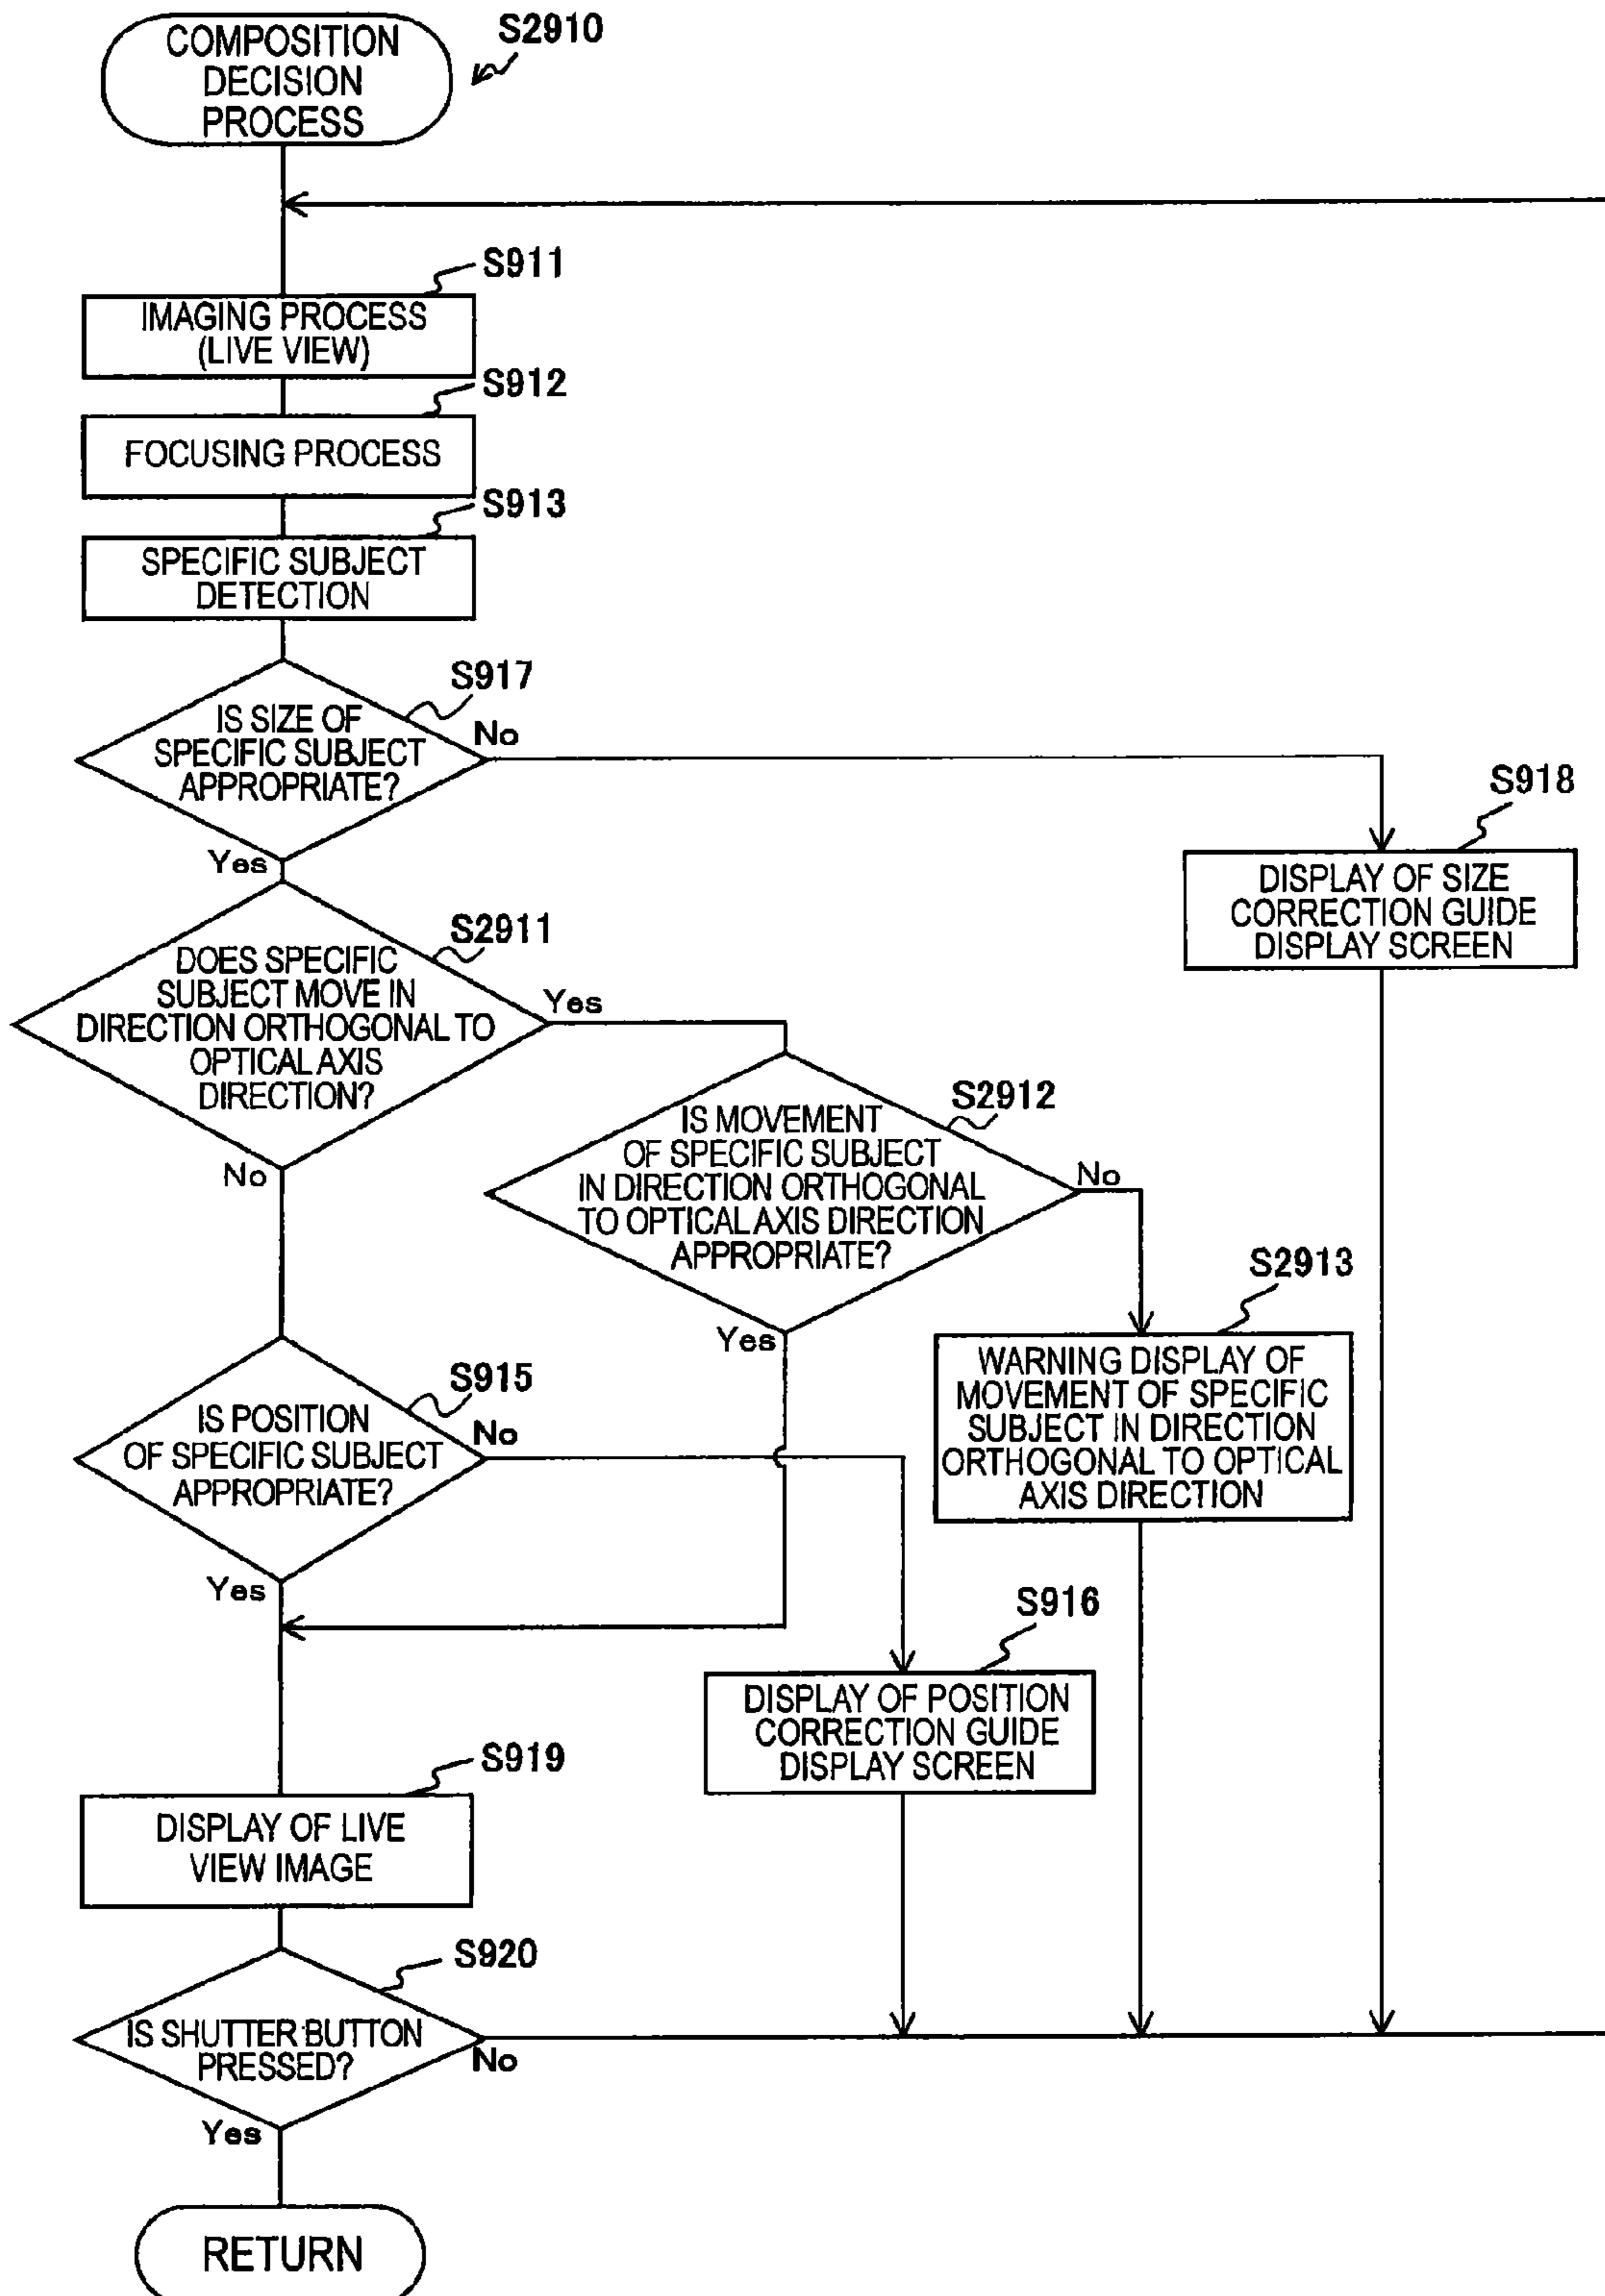 COMPOSITION
DECISION
PROCESS
S2910
S911
IMAGING PROCESS
(LIVE VIEW)
S912
FOCUSING PROCESS
S913
SPECIFIC SUBJECT
DETECTION
S917
IS SIZE OF
SPECIFIC SUBJECT
APPROPRIATE?
No
Yes
S918
DISPLAY OF SIZE
CORRECTION GUIDE
DISPLAY SCREEN
S2911
DOES SPECIFIC
SUBJECT MOVE IN
DIRECTION ORTHOGONAL TO
OPTICAL AXIS
DIRECTION?
Yes
No
S2912
IS MOVEMENT
OF SPECIFIC SUBJECT
IN DIRECTION ORTHOGONAL
TO OPTICAL AXIS DIRECTION
APPROPRIATE?
No
Yes
S2913
WARNING DISPLAY OF
MOVEMENT OF SPECIFIC
SUBJECT IN DIRECTION
ORTHOGONAL TO OPTICAL
AXIS DIRECTION
S915
IS POSITION
OF SPECIFIC SUBJECT
APPROPRIATE?
No
Yes
S916
DISPLAY OF POSITION
CORRECTION GUIDE
DISPLAY SCREEN
S919
DISPLAY OF LIVE
VIEW IMAGE
S920
IS SHUTTER BUTTON
PRESSED?
No
Yes
RETURN